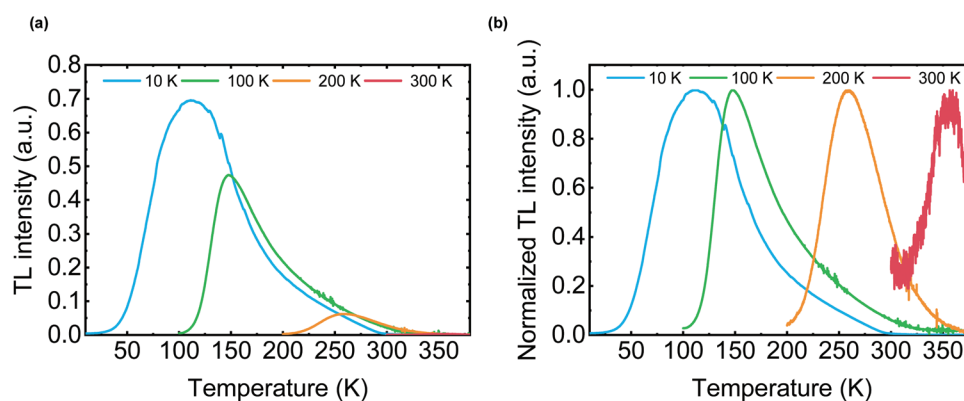 (a)
10 K 100 K 200 K 300 K
TL intensity (a.u.)
0.8
0.7
0.6
0.5
0.4
0.3
0.2
0.1
0.0
50 100 150 200 250 300 350
Temperature (K)
(b)
10 K 100 K 200 K 300 K
Normalized TL intensity (a.u.)
1.0
0.8
0.6
0.4
0.2
0.0
50 100 150 200 250 300 350
Temperature (K)